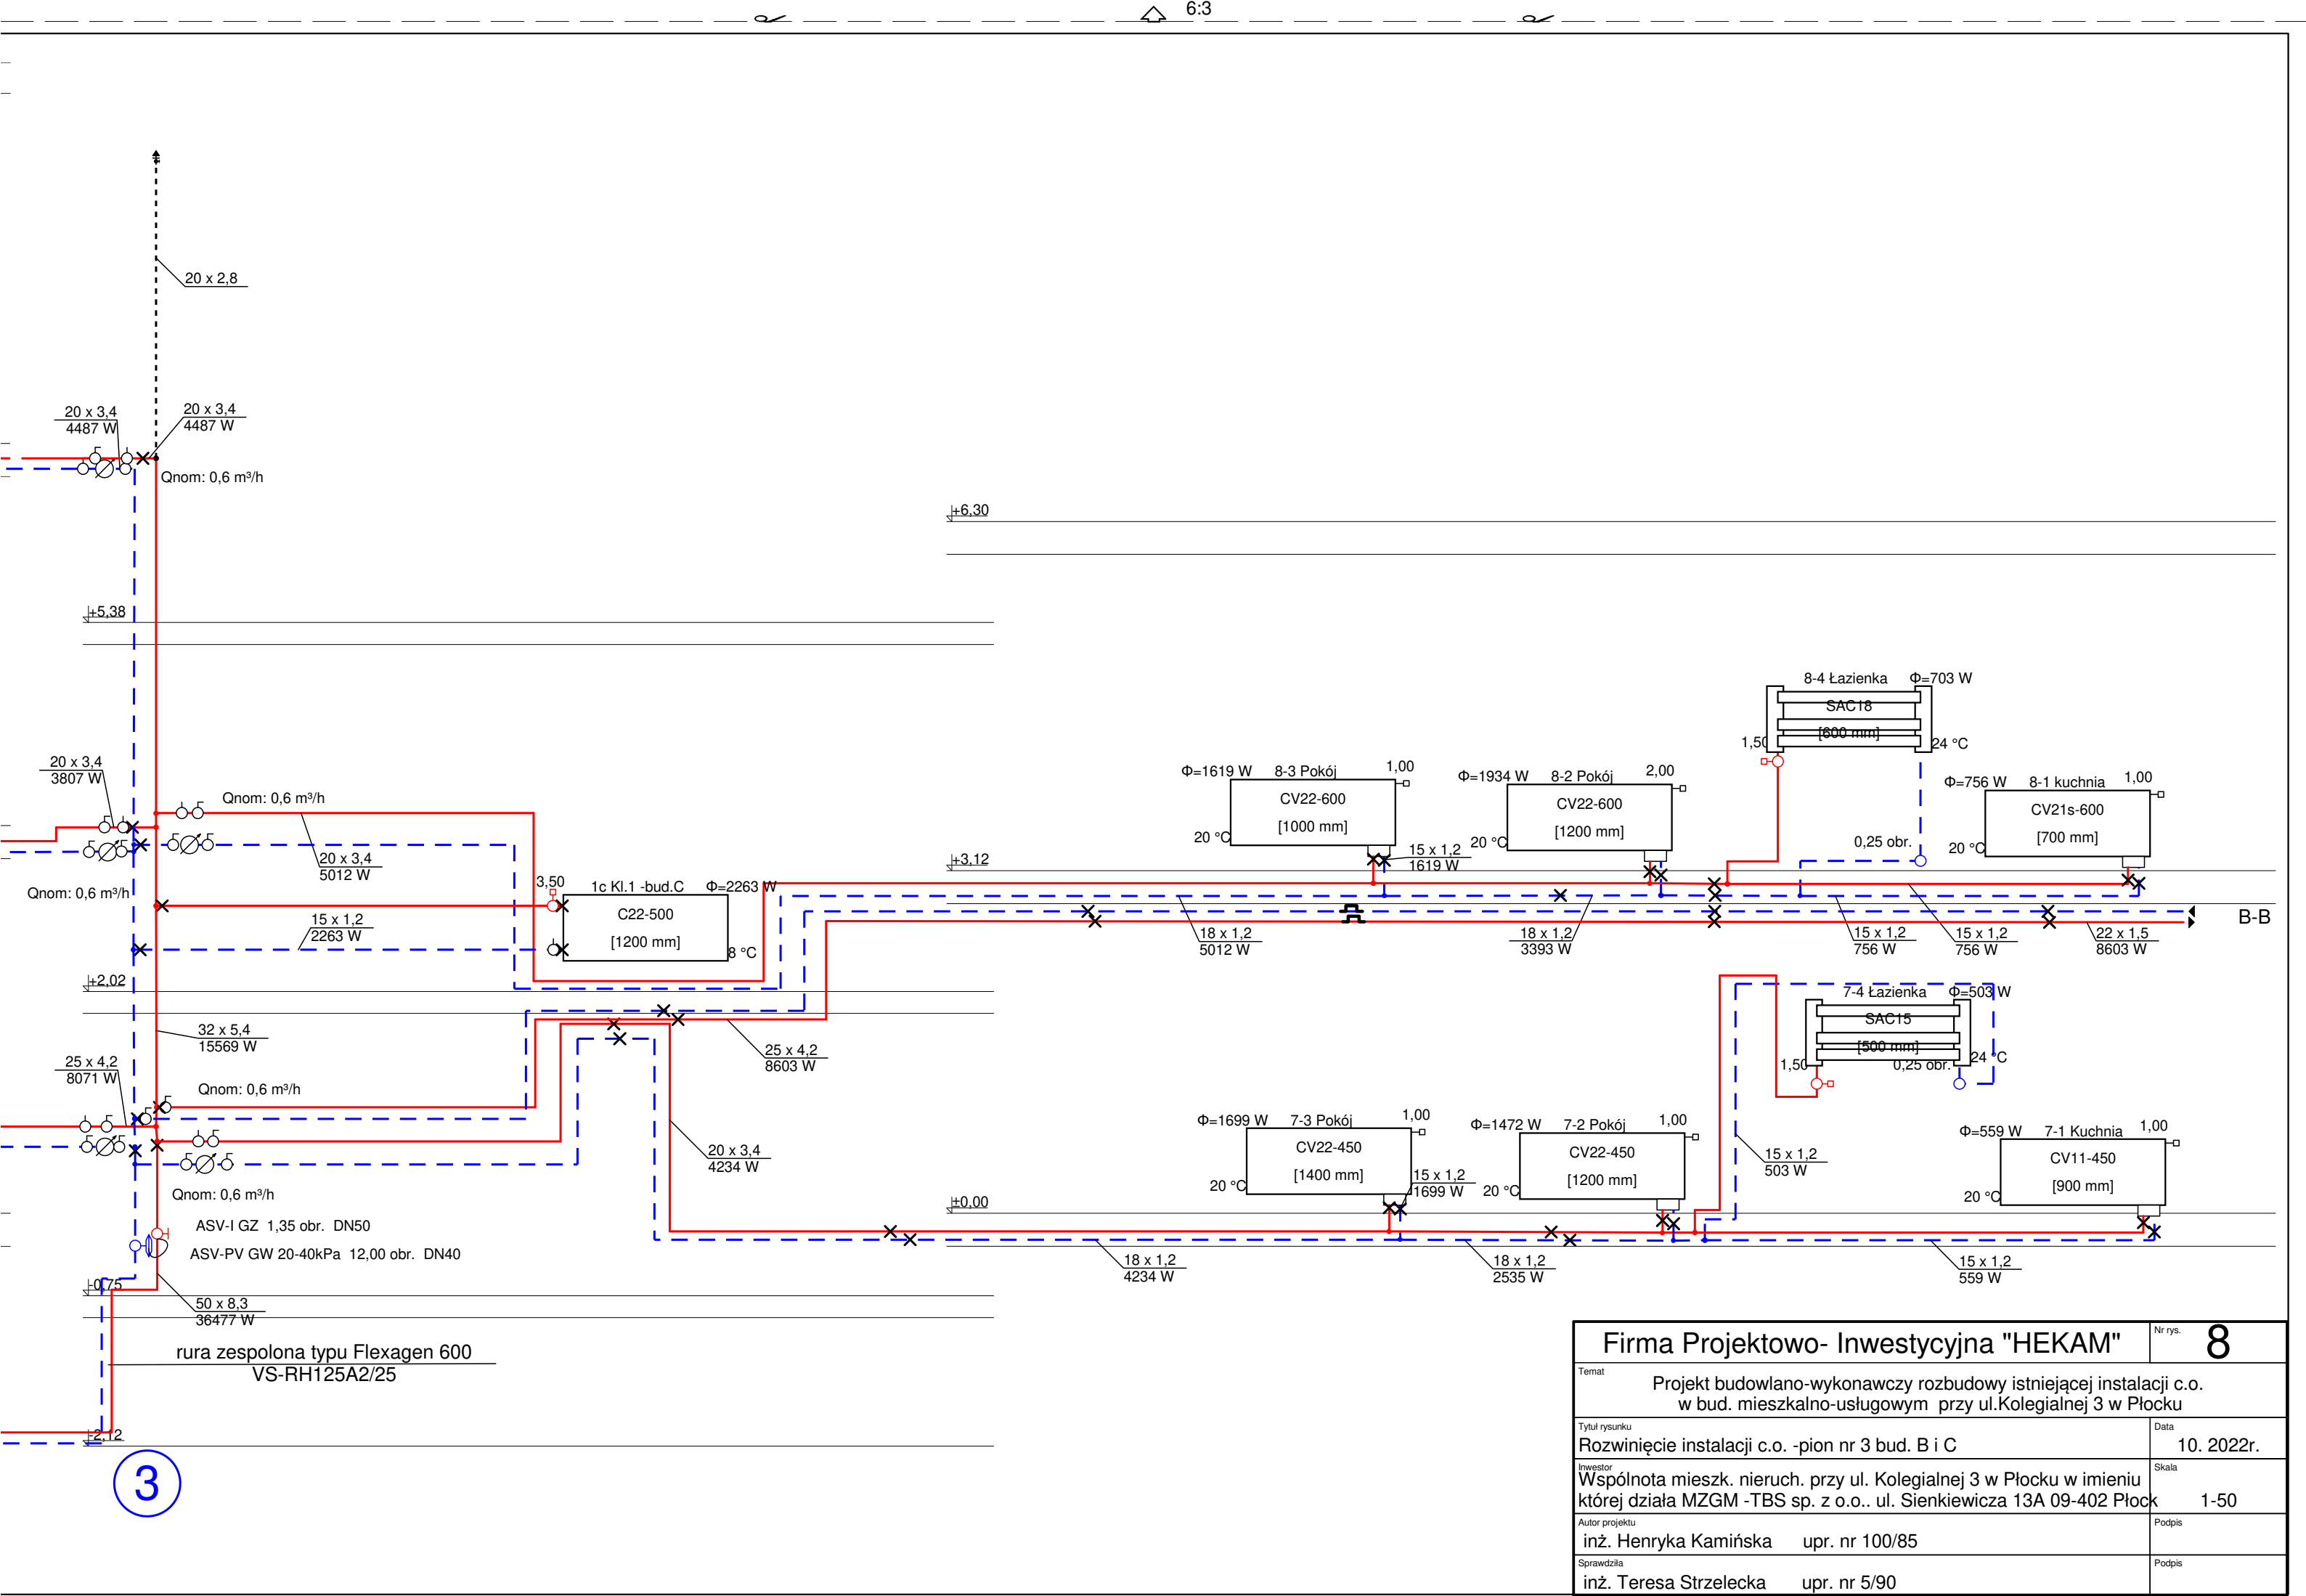 6:3
20 x 2,8
20 x 3,4
4487 W
20 x 3,4
4487 W
Qnom: 0,6 m³/h
+6,30
+5,38
8-4 Łazienka Φ=703 W
SAC18
[600 mm]
1,50
24 °C
20 x 3,4
3807 W
Qnom: 0,6 m³/h
20 x 3,4
5012 W
Φ=1619 W 8-3 Pokój 1,00
CV22-600
[1000 mm]
20 °C
15 x 1,2
1619 W
Φ=1934 W 8-2 Pokój 2,00
CV22-600
[1200 mm]
20 °C
0,25 obr.
Φ=756 W 8-1 kuchnia 1,00
CV21s-600
[700 mm]
20 °C
+3,12
Qnom: 0,6 m³/h
3,50
1c Kl.1 -bud.C Φ=2263 W
C22-500
[1200 mm]
8 °C
15 x 1,2
2263 W
18 x 1,2
5012 W
18 x 1,2
3393 W
15 x 1,2
756 W
15 x 1,2
756 W
22 x 1,5
8603 W
B-B
+2,02
7-4 Łazienka Φ=503 W
SAC15
[500 mm]
1,50
0,25 obr.
24 °C
32 x 5,4
15569 W
25 x 4,2
8603 W
25 x 4,2
8071 W
Qnom: 0,6 m³/h
20 x 3,4
4234 W
Φ=1699 W 7-3 Pokój 1,00
CV22-450
[1400 mm]
20 °C
15 x 1,2
1699 W
Φ=1472 W 7-2 Pokój 1,00
CV22-450
[1200 mm]
20 °C
15 x 1,2
503 W
Φ=559 W 7-1 Kuchnia 1,00
CV11-450
[900 mm]
20 °C
±0,00
Qnom: 0,6 m³/h
ASV-I GZ 1,35 obr. DN50
ASV-PV GW 20-40kPa 12,00 obr. DN40
18 x 1,2
4234 W
18 x 1,2
2535 W
15 x 1,2
559 W
-0,75
50 x 8,3
36477 W
rura zespolona typu Flexagen 600
VS-RH125A2/25
-2,12
3
Firma Projektowo- Inwestycyjna "HEKAM"
Nr rys.
8
Temat
Projekt budowlano-wykonawczy rozbudowy istniejącej instalacji c.o.
w bud. mieszkalno-usługowym przy ul.Kolegialnej 3 w Płocku
Tytuł rysunku
Rozwinięcie instalacji c.o. -pion nr 3 bud. B i C
Data
10. 2022r.
Inwestor
Wspólnota mieszk. nieruch. przy ul. Kolegialnej 3 w Płocku w imieniu
której działa MZGM -TBS sp. z o.o.. ul. Sienkiewicza 13A 09-402 Płock
Skala
1-50
Autor projektu
inż. Henryka Kamińska upr. nr 100/85
Podpis
Sprawdziła
inż. Teresa Strzelecka upr. nr 5/90
Podpis